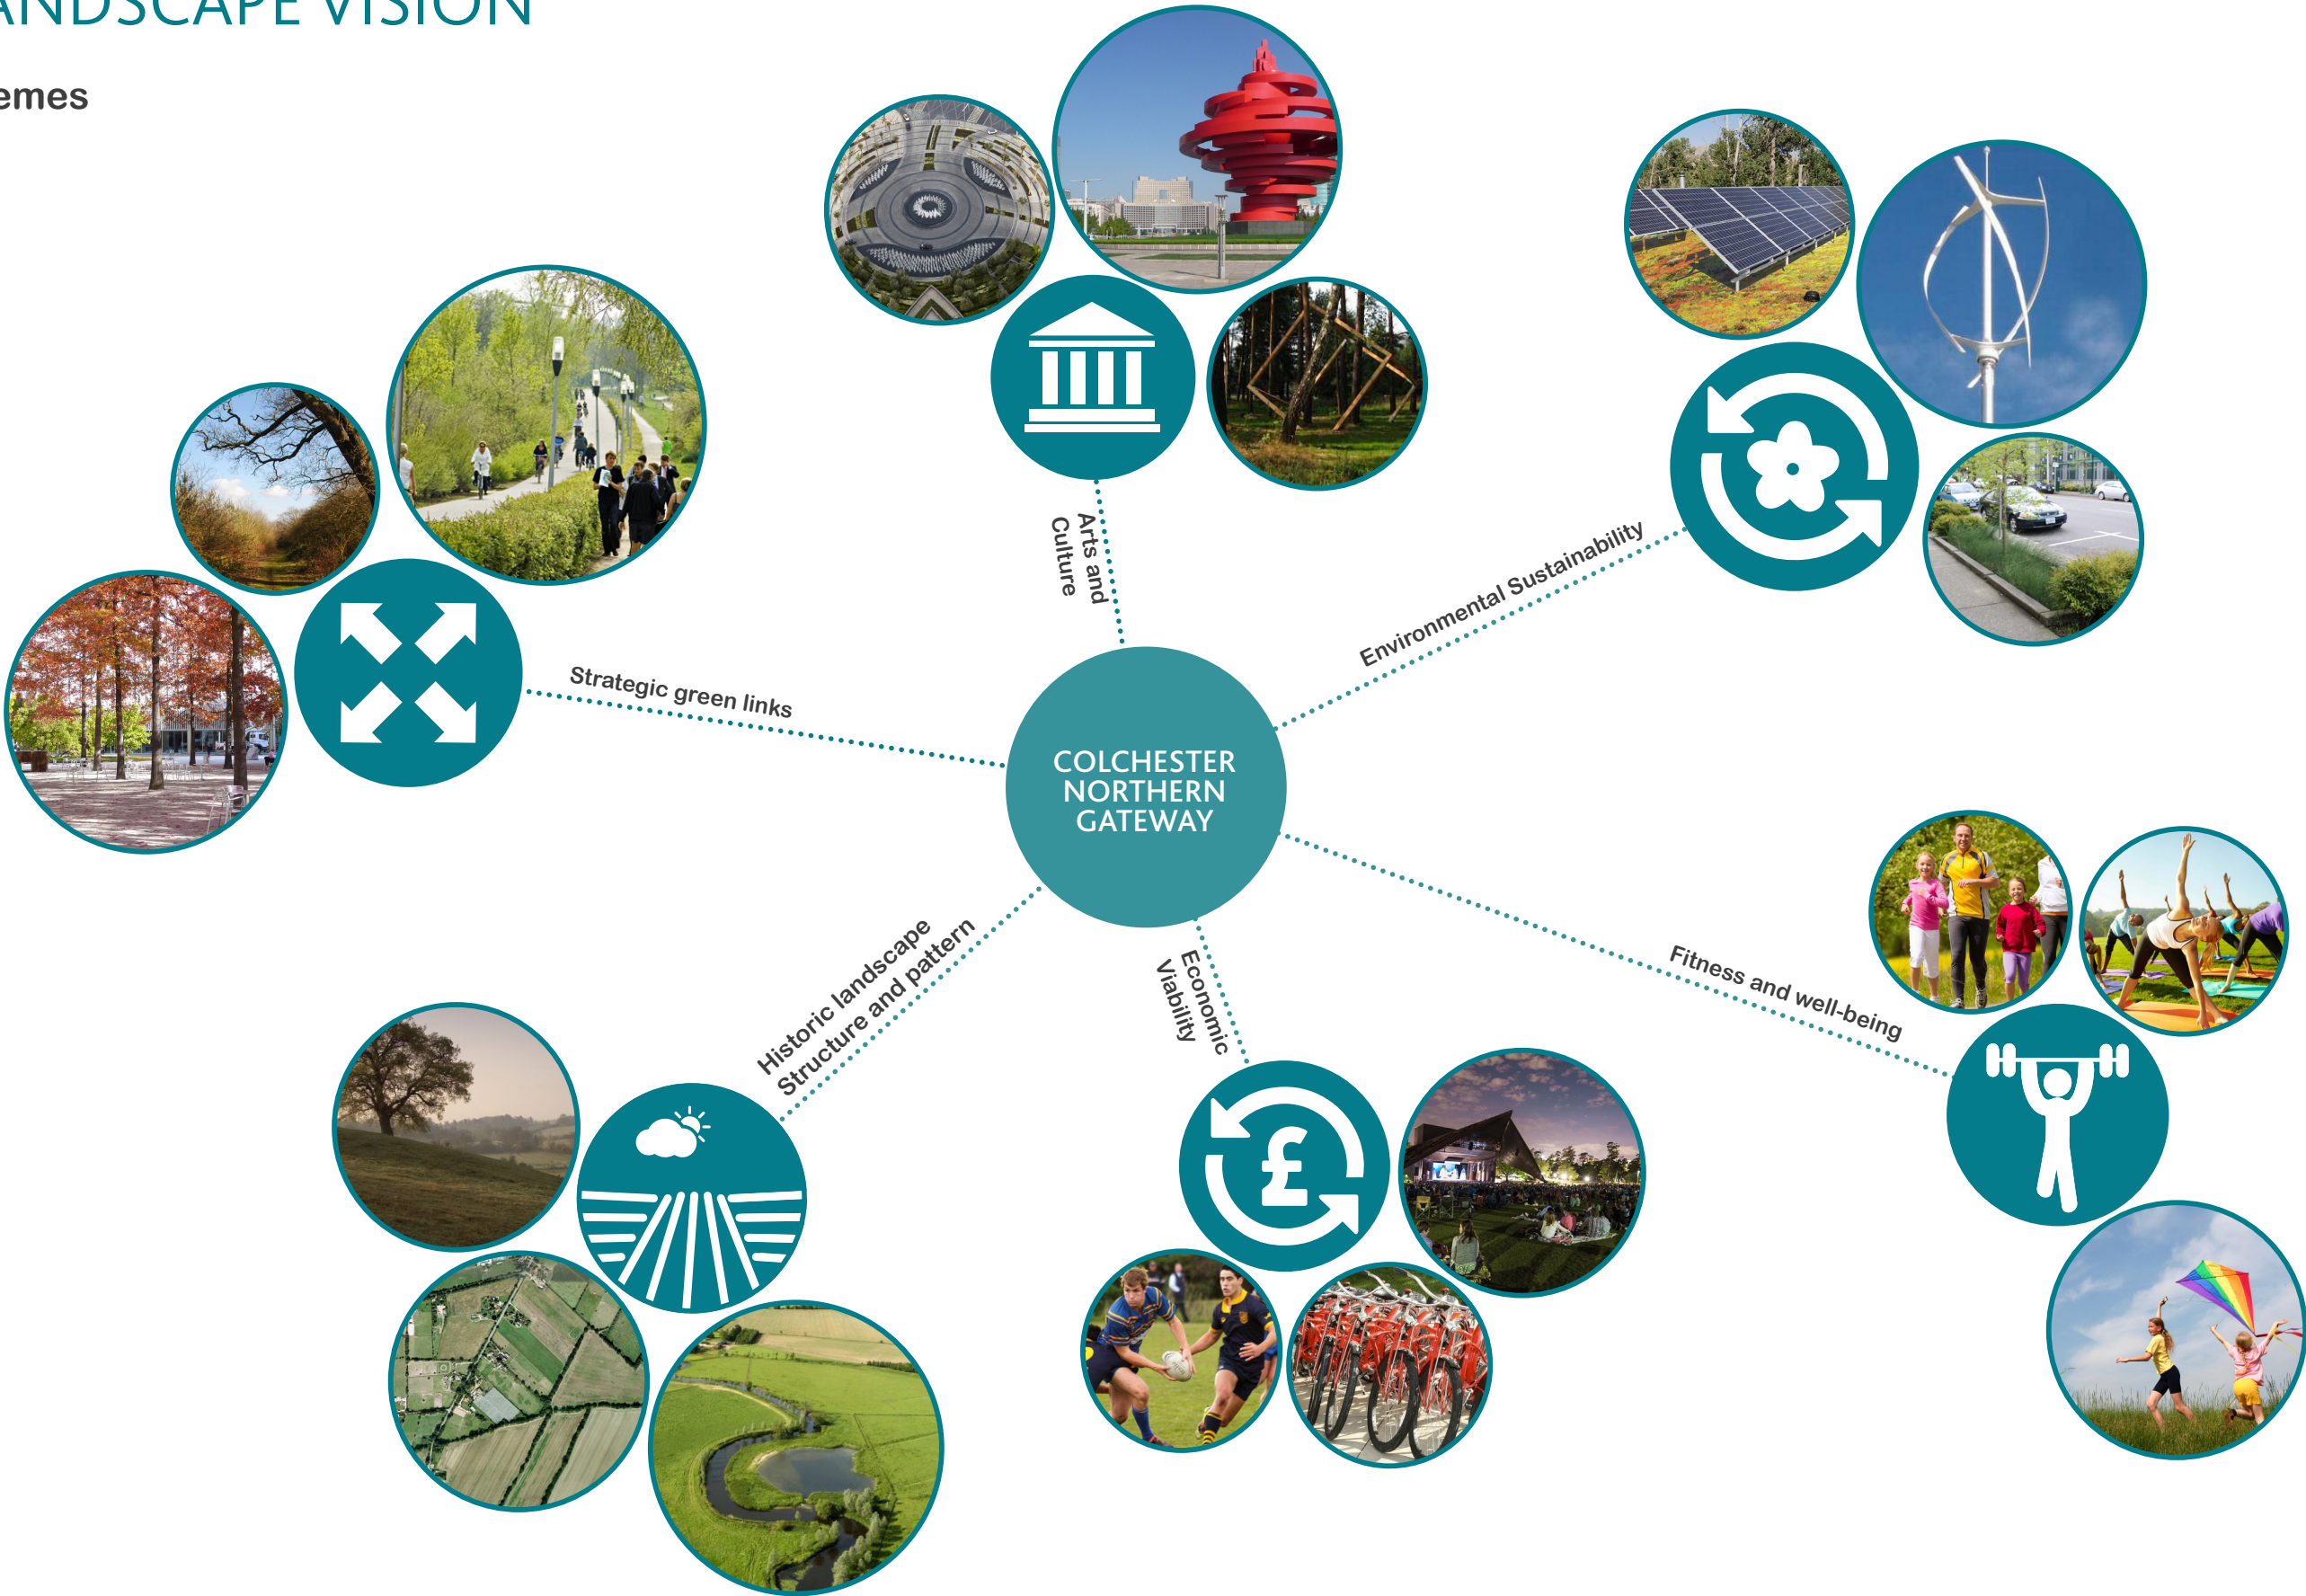 ANDSCAPE VISION
emes
Arts and
Culture
Environmental Sustainability
Strategic green links
COLCHESTER
NORTHERN
GATEWAY
Historic landscape
Structure and pattern
Economic
Viability
Fitness and well-being
£